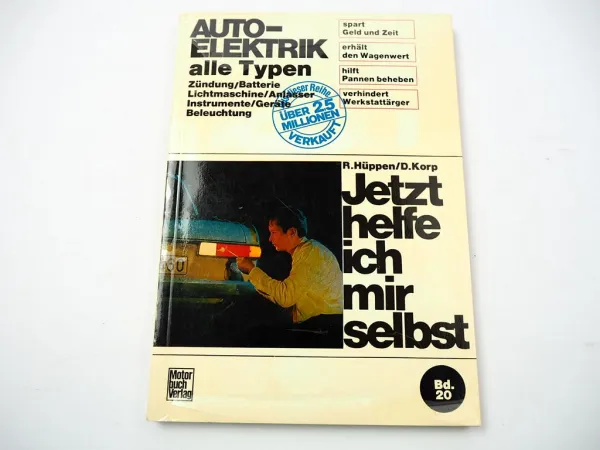 AUTO-
ELEKTRIK
alle Typen
Zündung/Batterie
Lichtmaschine/Anlasser
Instrumente/Geräte
Beleuchtung
spart
Geld und Zeit
erhält
den Wagenwert
hilft
Pannen beheben
verhindert
Werkstattärger
dieser Reihe
ÜBER 2,5
MILLIONEN
VERKAUFT
R. Hüppen/D. Korp
Jetzt
helfe
ich
mir
selbst
Motor
buch
Verlag
Bd.
20